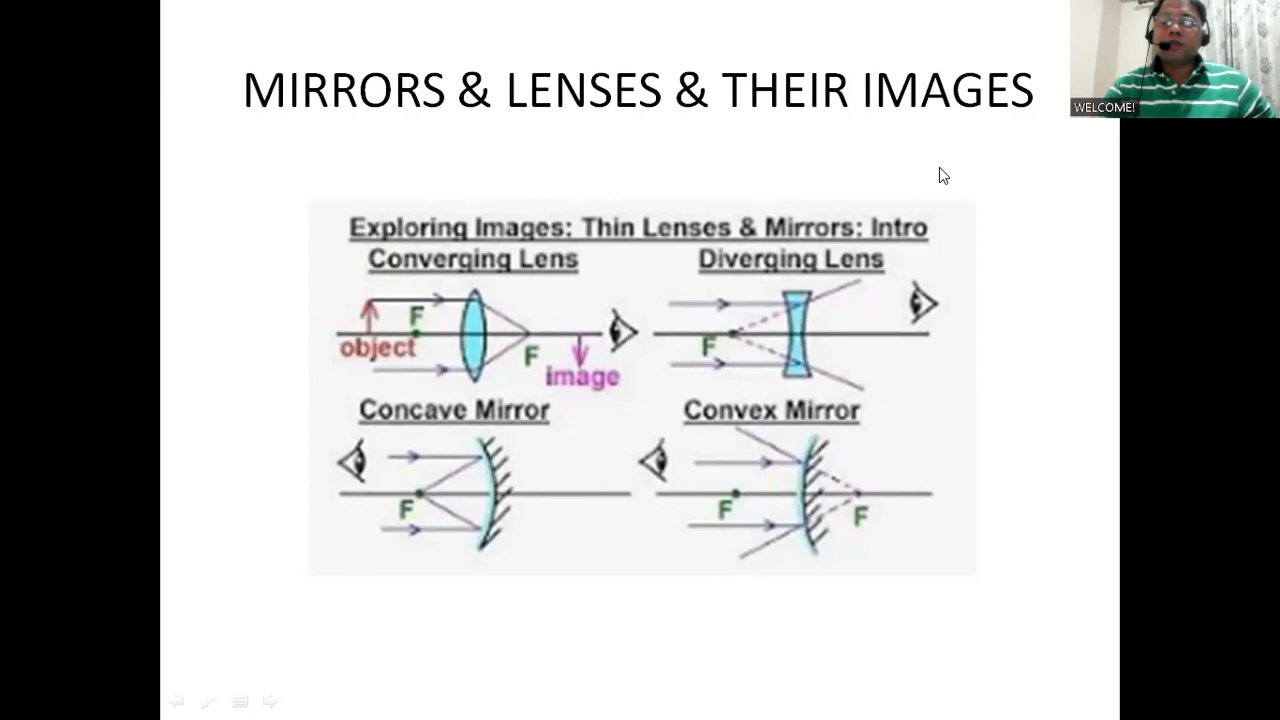 MIRRORS & LENSES & THEIR IMAGES
WELCOME!
Exploring Images: Thin Lenses & Mirrors: Intro
Converging Lens
Diverging Lens
F
object
F
image
F
Concave Mirror
Convex Mirror
F
F
F